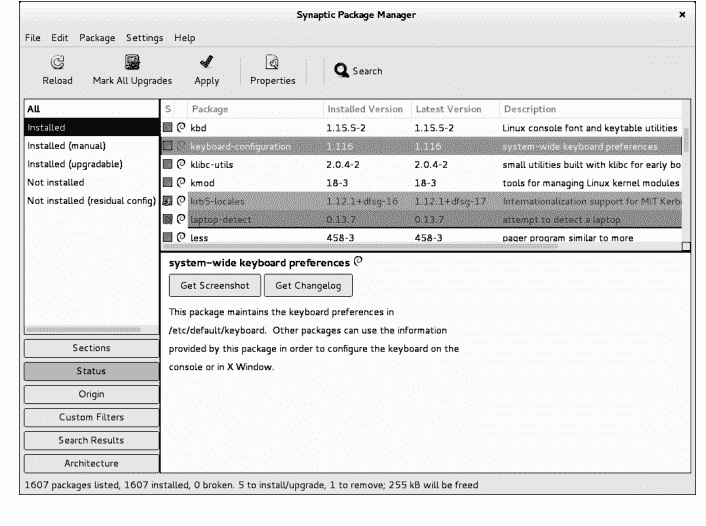 Synaptic Package Manager
File Edit Package Settings Help
Reload Mark All Upgrades Apply Properties Search
All
Installed
Installed (manual)
Installed (upgradable)
Not installed
Not installed (residual config)
S Package Installed Version Latest Version Description
kbd 1.15.5-2 1.15.5-2 Linux console font and keytable utilities
keyboard-configuration 1.116 1.116 system-wide keyboard preferences
klibc-utils 2.0.4-2 2.0.4-2 small utilities built with klibc for early bo
kmod 18-3 18-3 tools for managing Linux kernel modules
krb5-locales 1.12.1+dfsg-16 1.12.1+dfsg-17 Internationalization support for MIT Kerb
laptop-detect 0.13.7 0.13.7 attempt to detect a laptop
less 458-3 458-3 pager program similar to more
system-wide keyboard preferences
Get Screenshot Get Changelog
This package maintains the keyboard preferences in
/etc/default/keyboard. Other packages can use the information
provided by this package in order to configure the keyboard on the
console or in X Window.
Sections
Status
Origin
Custom Filters
Search Results
Architecture
1607 packages listed, 1607 installed, 0 broken. 5 to install/upgrade, 1 to remove; 255 kB will be freed